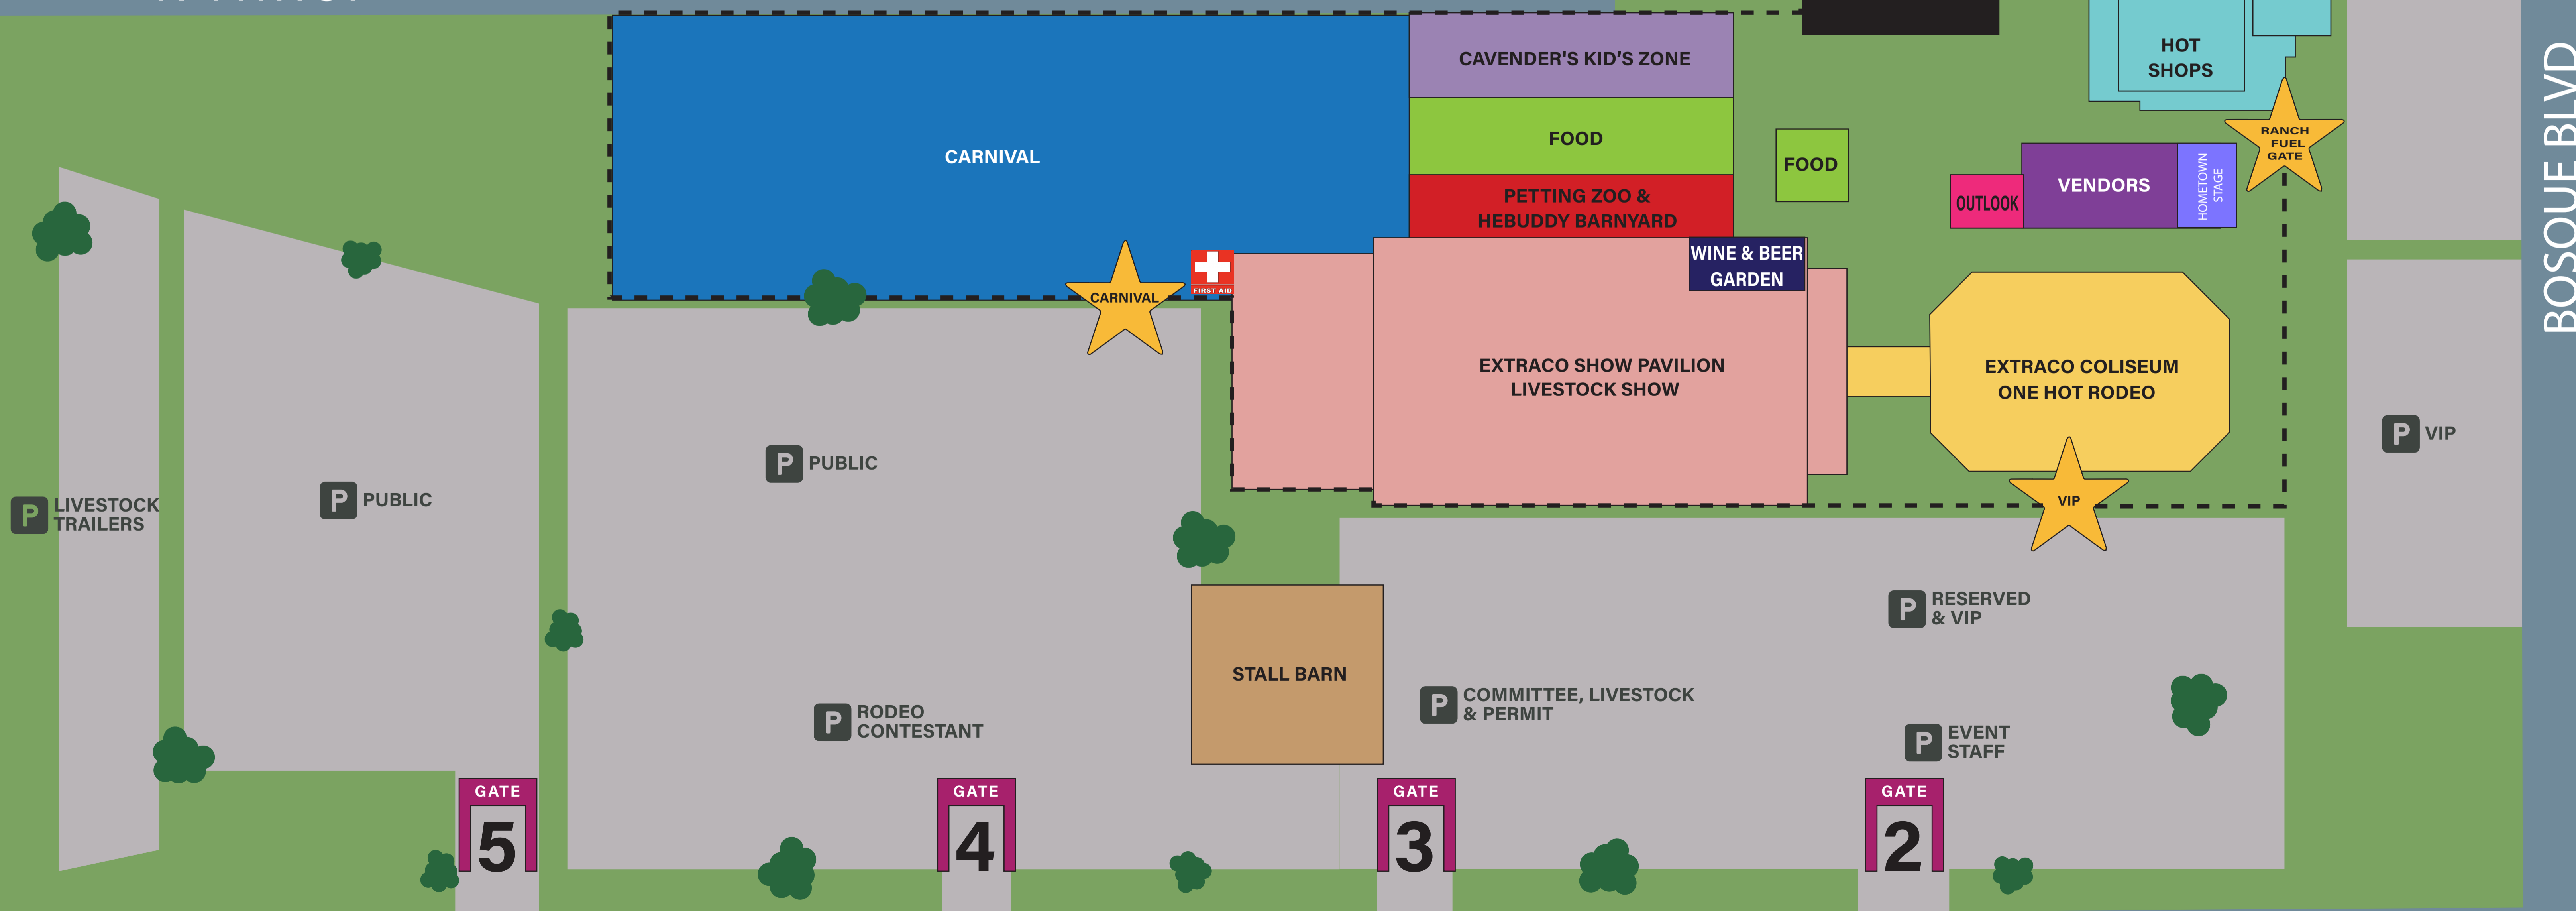 CARNIVAL
CAVENDER'S KID'S ZONE
FOOD
PETTING ZOO &
HEBUDDY BARNYARD
FOOD
HOT
SHOPS
RANCH
FUEL
GATE
OUTLOOK
VENDORS
HOMETOWN
STAGE
BOSQUE BLVD
CARNIVAL
FIRST AID
WINE & BEER
GARDEN
EXTRACO SHOW PAVILION
LIVESTOCK SHOW
EXTRACO COLISEUM
ONE HOT RODEO
VIP
P VIP
P LIVESTOCK
TRAILERS
P PUBLIC
P PUBLIC
P RODEO
CONTESTANT
STALL BARN
P COMMITTEE, LIVESTOCK
& PERMIT
P RESERVED
& VIP
P EVENT
STAFF
GATE
5
GATE
4
GATE
3
GATE
2